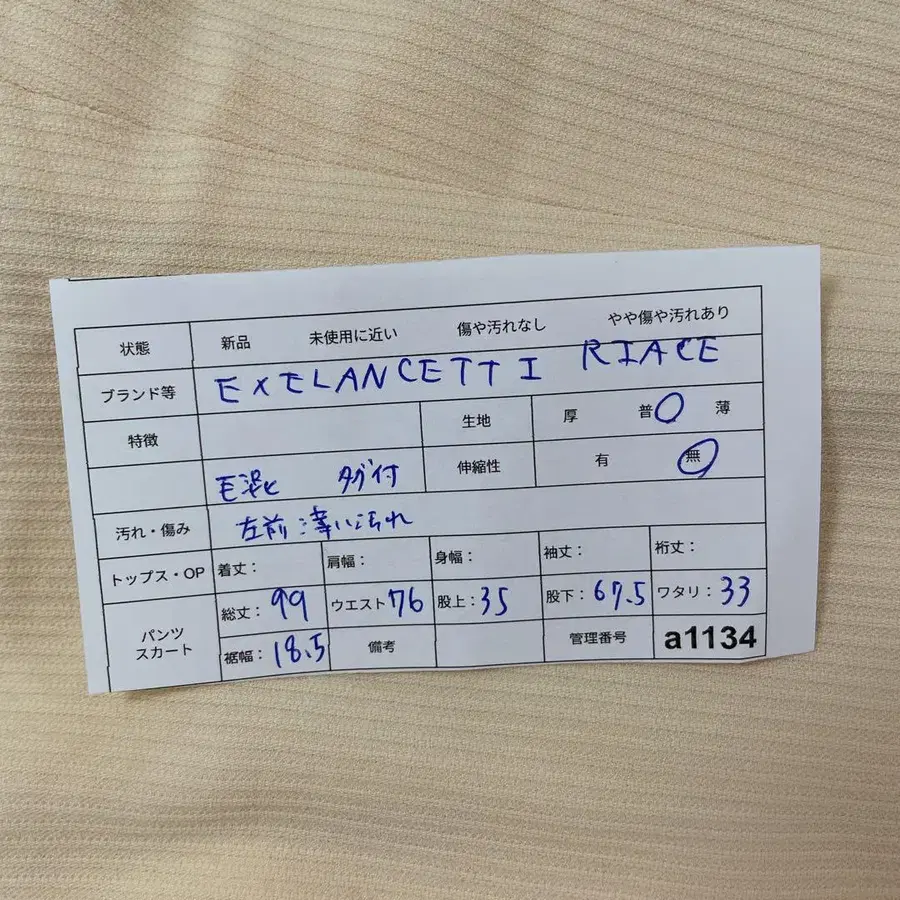 状態 新品 未使用に近い 傷や汚れなし やや傷や汚れあり
ブランド等 EXELANCETTI RIACE
特徴 生地 厚 普 薄
毛混 タグ付 伸縮性 有 無
汚れ・傷み 左前 薄い汚れ
トップス・OP 着丈: 肩幅: 身幅: 袖丈: 裄丈:
パンツ スカート 総丈: 99 ウエスト 76 股上: 35 股下: 67.5 ワタリ: 33
裾幅: 18.5 備考 管理番号 a1134